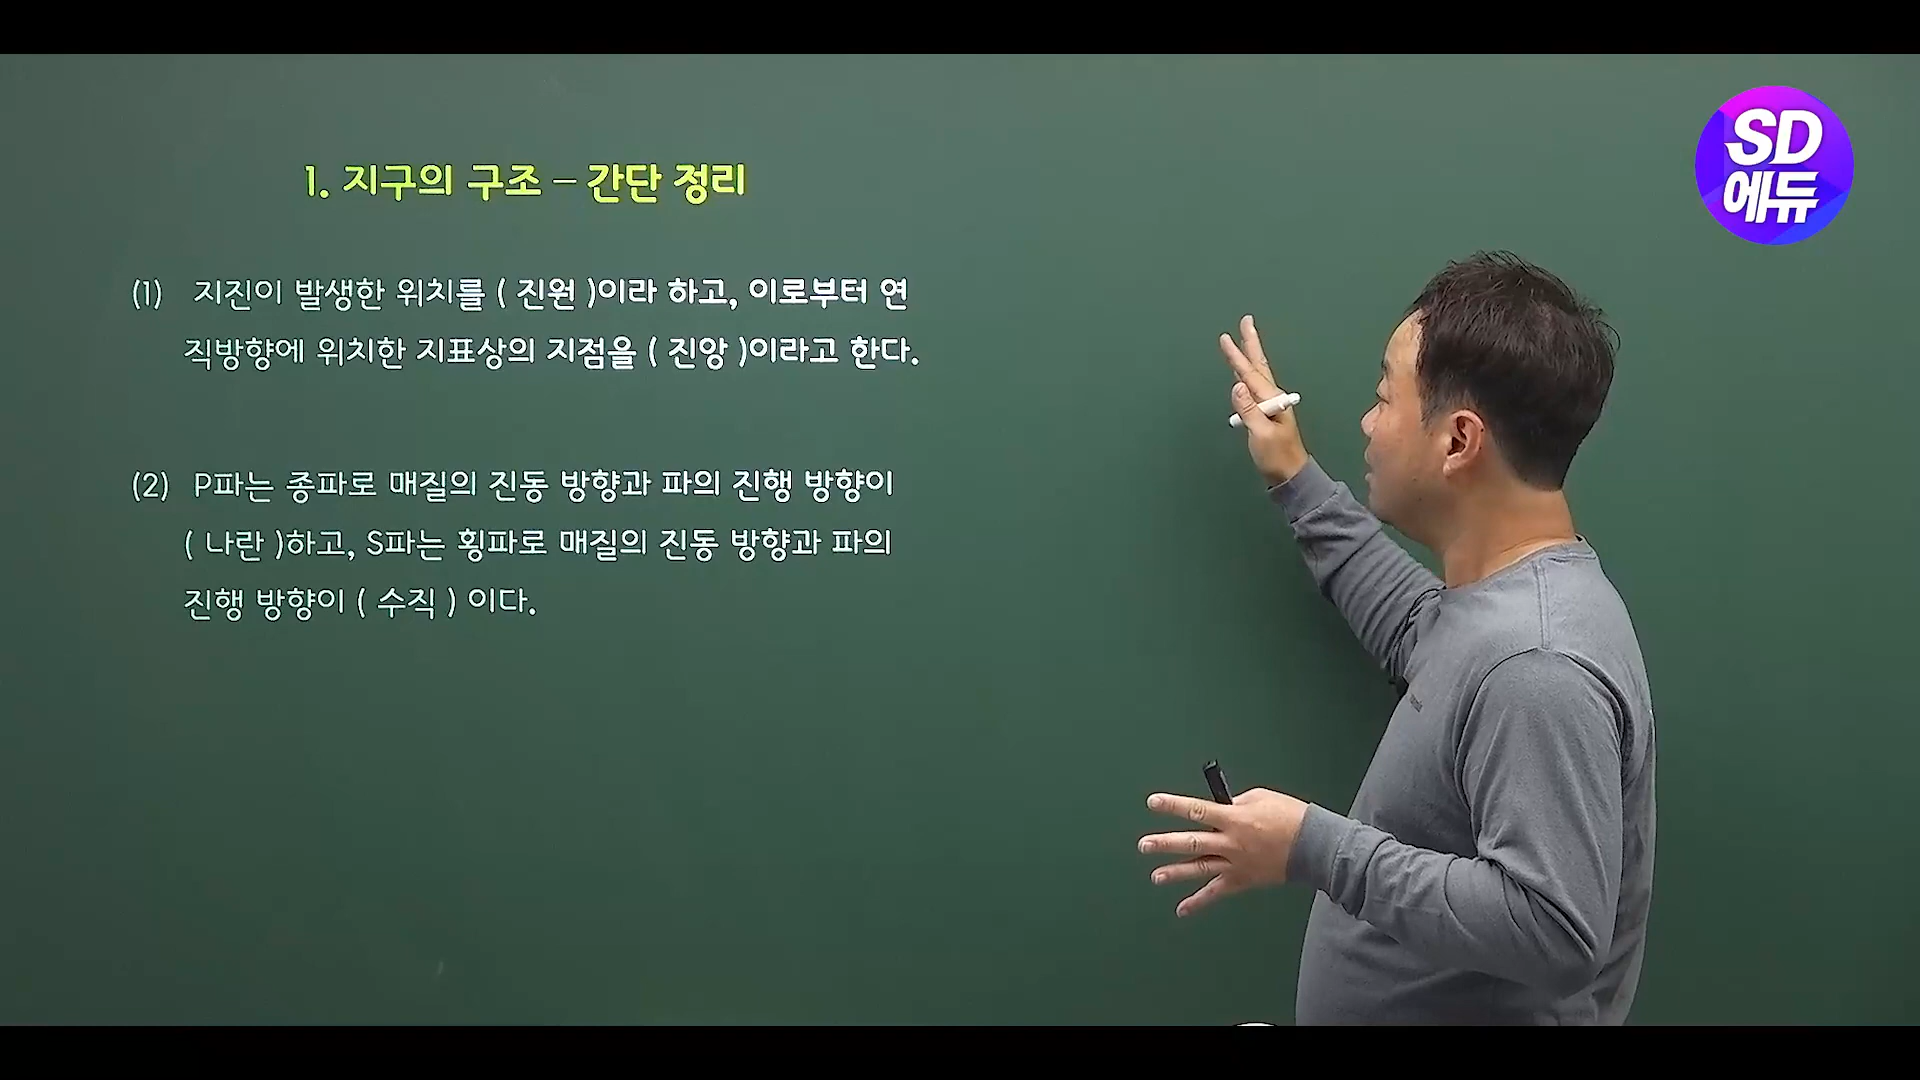 SD
에듀
1. 지구의 구조 – 간단 정리
(1) 지진이 발생한 위치를 ( 진원 )이라 하고, 이로부터 연
직방향에 위치한 지표상의 지점을 ( 진앙 )이라고 한다.
(2) P파는 종파로 매질의 진동 방향과 파의 진행 방향이
( 나란 )하고, S파는 횡파로 매질의 진동 방향과 파의
진행 방향이 ( 수직 ) 이다.